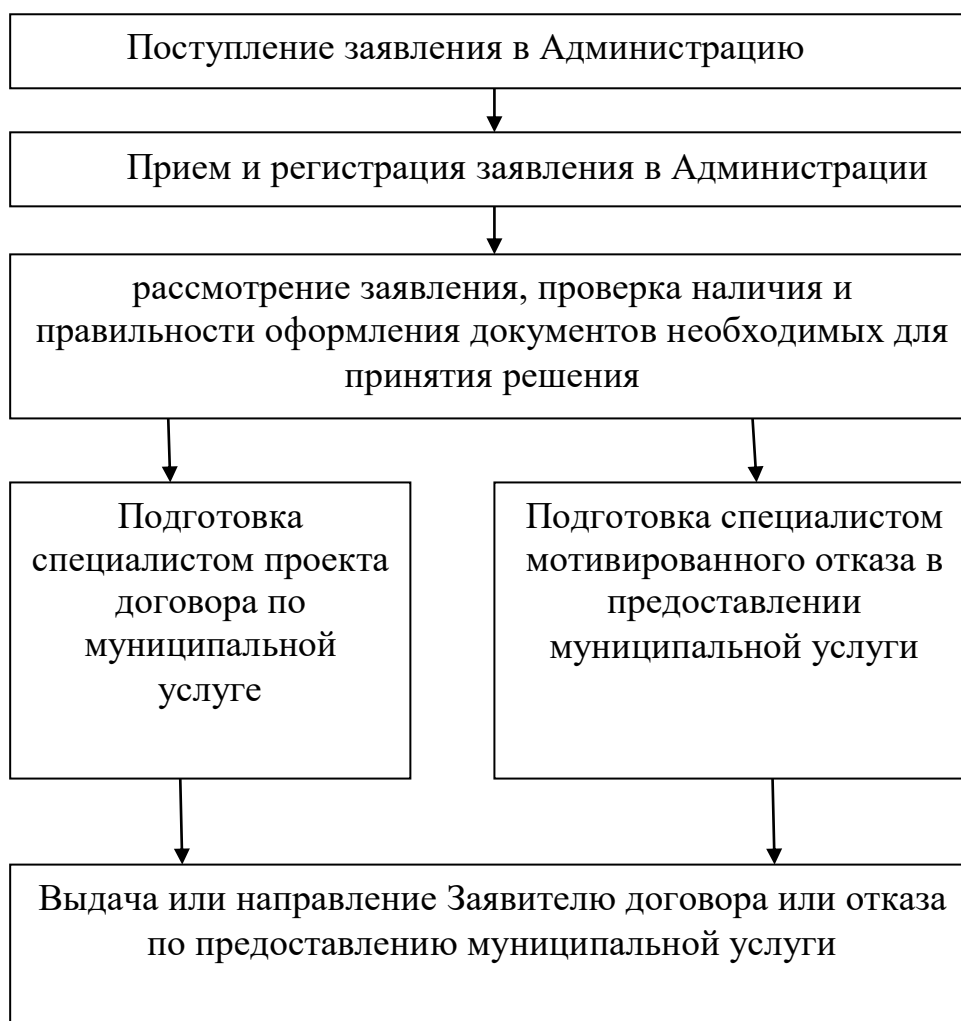 Поступление заявления в Администрацию
Прием и регистрация заявления в Администрации
рассмотрение заявления, проверка наличия и
правильности оформления документов необходимых для
принятия решения
Подготовка
специалистом проекта
договора по
муниципальной
услуге
Подготовка специалистом
мотивированного отказа в
предоставлении
муниципальной услуги
Выдача или направление Заявителю договора или отказа
по предоставлению муниципальной услуги